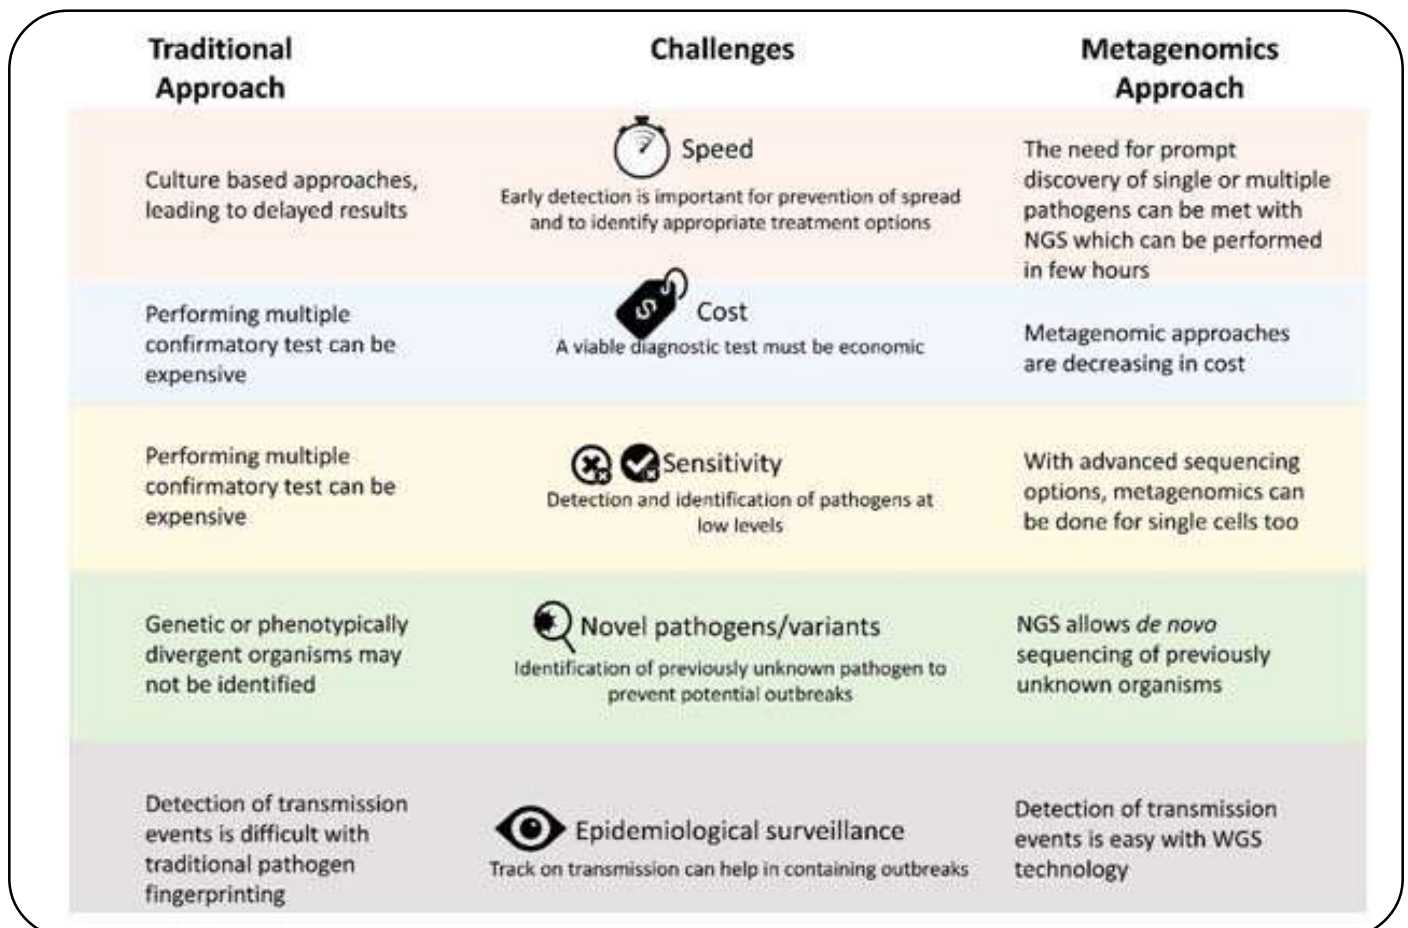 Traditional
Approach
Challenges
Metagenomics
Approach
Culture based approaches,
leading to delayed results
Speed
Early detection is important for prevention of spread
and to identify appropriate treatment options
The need for prompt
discovery of single or multiple
pathogens can be met with
NGS which can be performed
in few hours
Performing multiple
confirmatory test can be
expensive
$
Cost
A viable diagnostic test must be economic
Metagenomic approaches
are decreasing in cost
Performing multiple
confirmatory test can be
expensive
Sensitivity
Detection and identification of pathogens at
low levels
With advanced sequencing
options, metagenomics can
be done for single cells too
Genetic or phenotypically
divergent organisms may
not be identified
Novel pathogens/variants
Identification of previously unknown pathogen to
prevent potential outbreaks
NGS allows de novo
sequencing of previously
unknown organisms
Detection of transmission
events is difficult with
traditional pathogen
fingerprinting
Epidemiological surveillance
Track on transmission can help in containing outbreaks
Detection of transmission
events is easy with WGS
technology